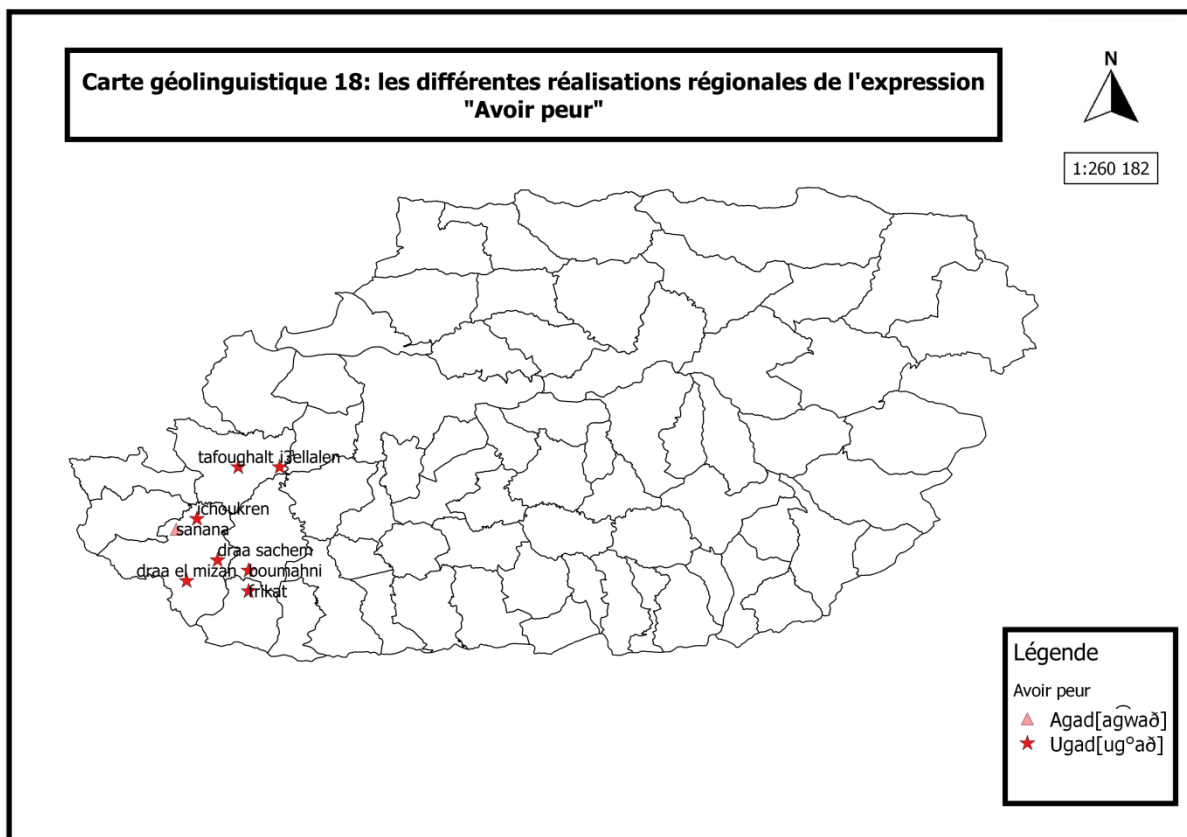 Carte géolinguistique 18: les différentes réalisations régionales de l'expression
"Avoir peur"
N
1:260 182
tafoughalt i3ellalen
ichoukren
sanana
draa sachem
draa el mizan boumahni
frikat
Légende
Avoir peur
Agad[ag͡wað]
Ugad[ug°að]